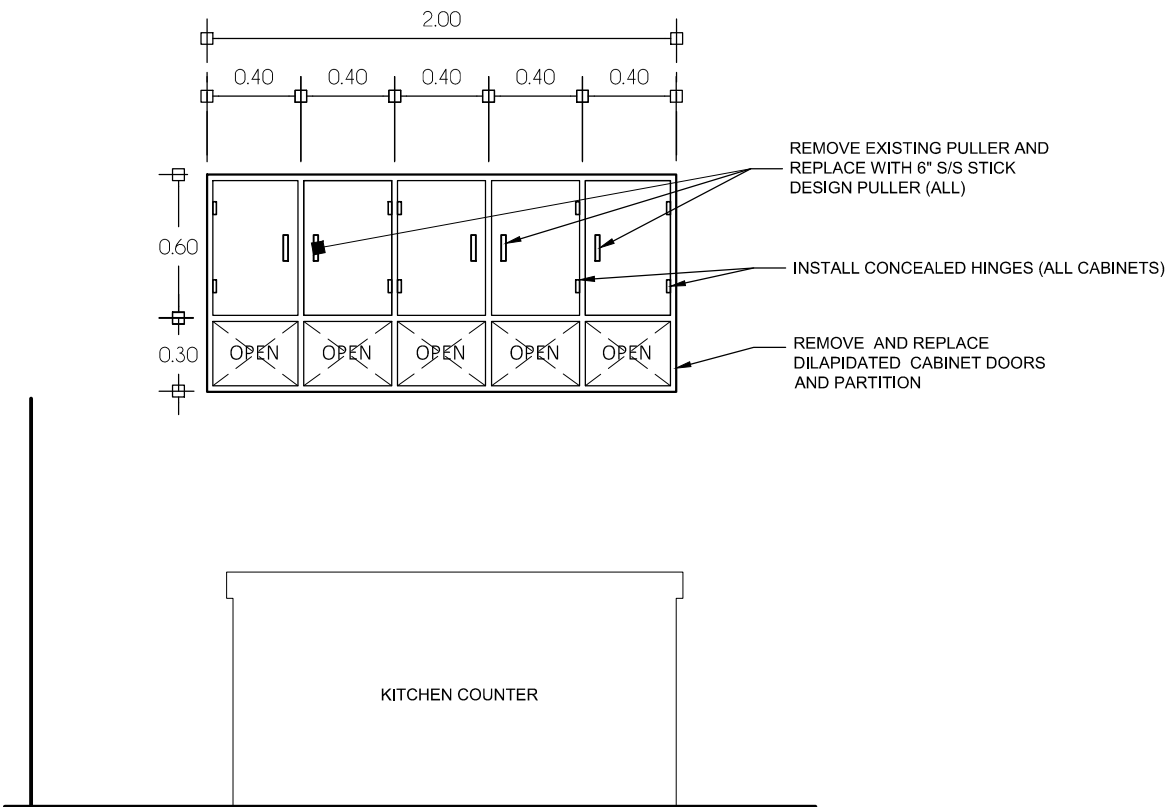 2.00
0.40 0.40 0.40 0.40 0.40
REMOVE EXISTING PULLER AND
REPLACE WITH 6" S/S STICK
DESIGN PULLER (ALL)
0.60
INSTALL CONCEALED HINGES (ALL CABINETS)
0.30
OPEN OPEN OPEN OPEN OPEN
REMOVE AND REPLACE
DILAPIDATED CABINET DOORS
AND PARTITION
KITCHEN COUNTER